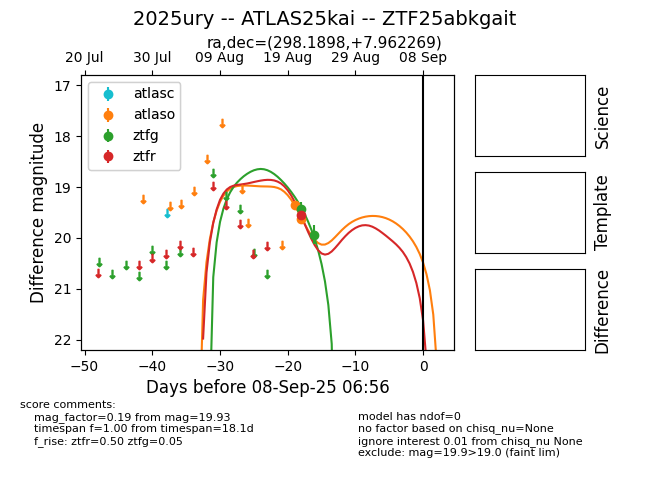 2025ury -- ATLAS25kai -- ZTF25abkgait
ra,dec=(298.1898,+7.962269)
20 Jul 30 Jul 09 Aug 19 Aug 29 Aug 08 Sep
atlasc
atlaso
ztfg
ztfr
Difference magnitude
17
18
19
20
21
22
−50 −40 −30 −20 −10 0
Days before 08-Sep-25 06:56
Science
Template
Difference
score comments:
mag_factor=0.19 from mag=19.93
timespan f=1.00 from timespan=18.1d
f_rise: ztfr=0.50 ztfg=0.05
model has ndof=0
no factor based on chisq_nu=None
ignore interest 0.01 from chisq_nu None
exclude: mag=19.9>19.0 (faint lim)